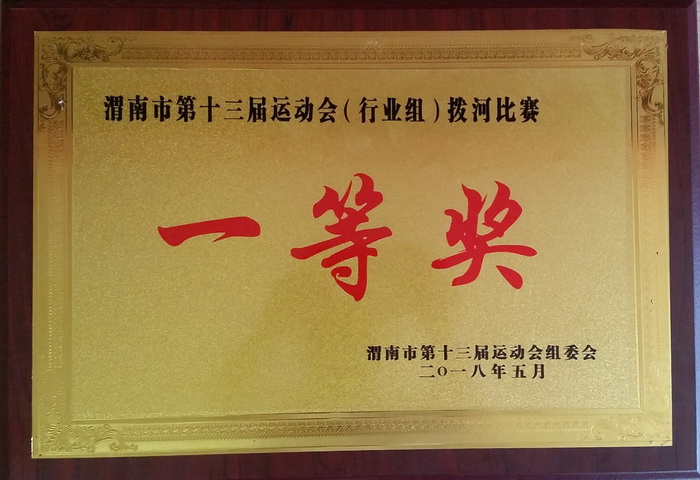 渭南市第十三届运动会（行业组）拨河比赛
一等奖
渭南市第十三届运动会组委会
二O一八年五月